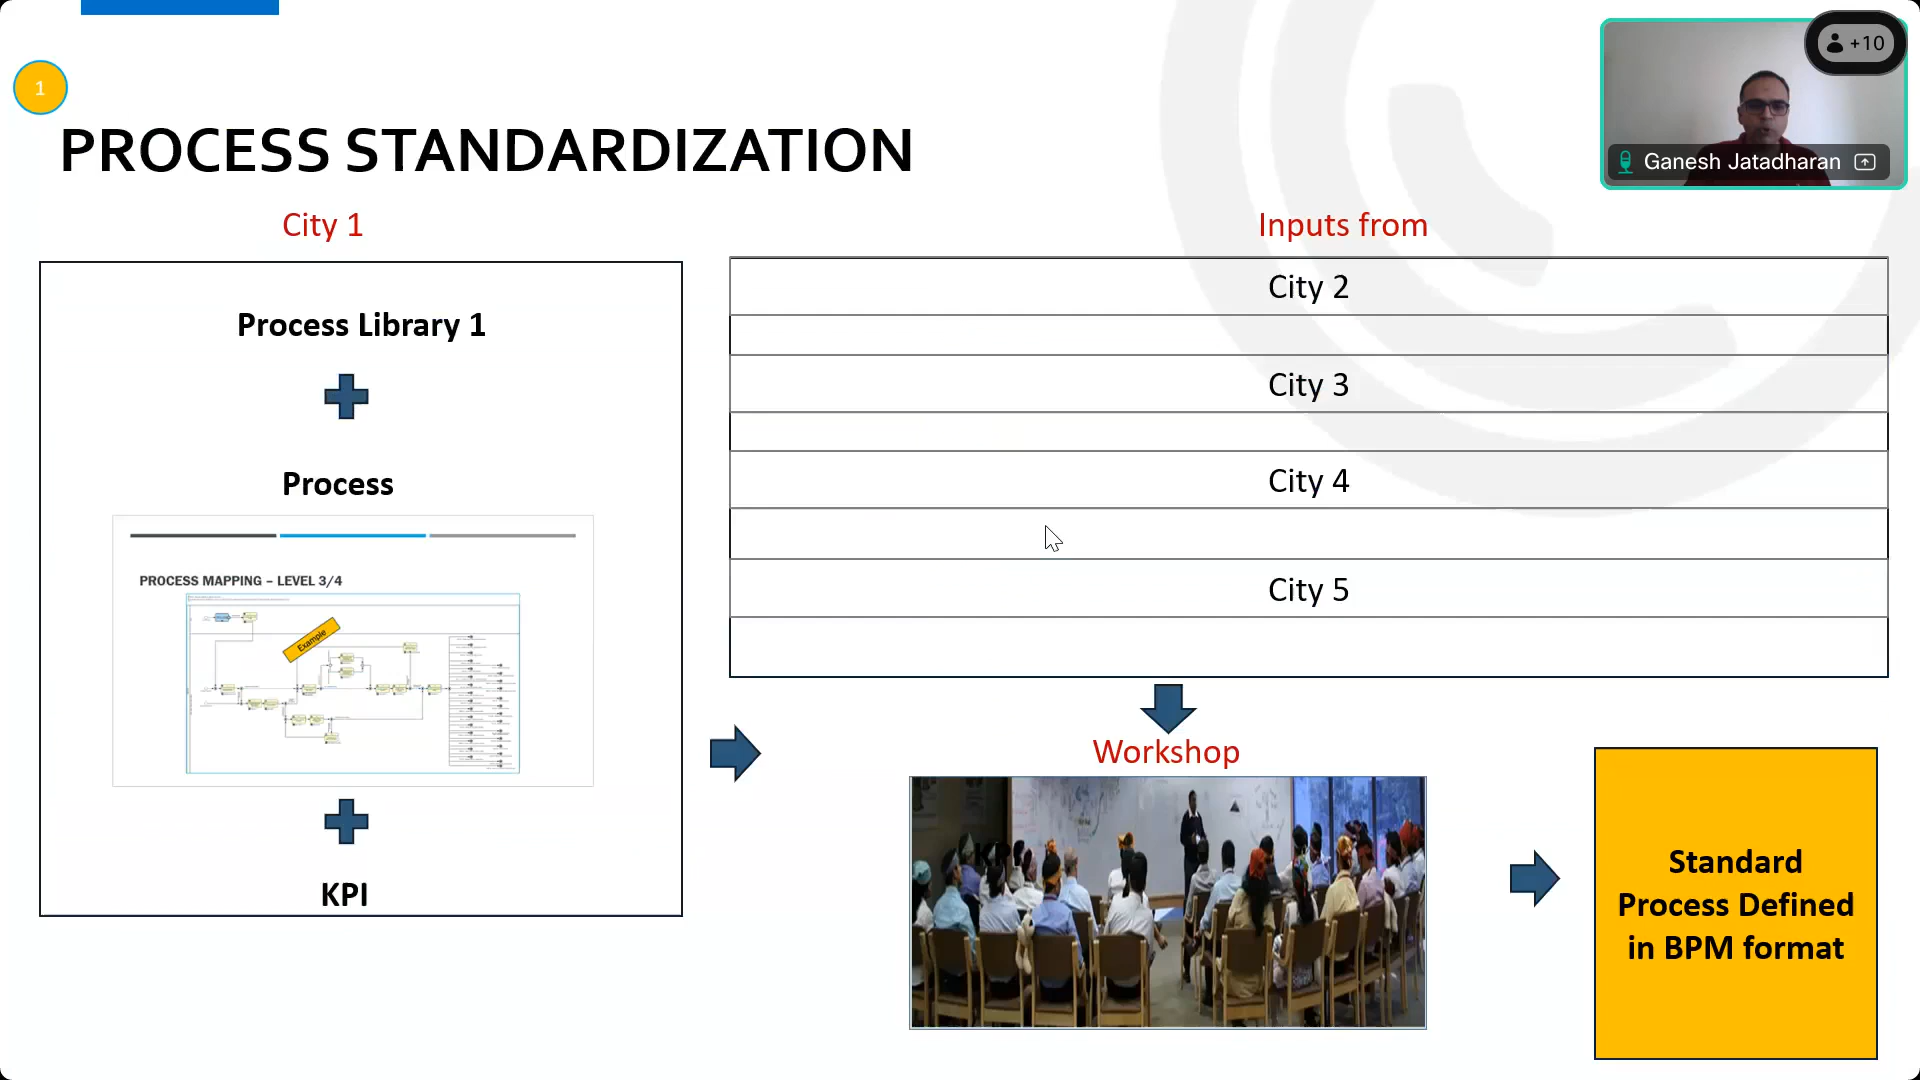 1
+10
PROCESS STANDARDIZATION
Ganesh Jatadharan
City 1
Inputs from
Process Library 1
Process
PROCESS MAPPING – LEVEL 3/4
Example
KPI
City 2
City 3
City 4
City 5
Workshop
Standard
Process Defined
in BPM format